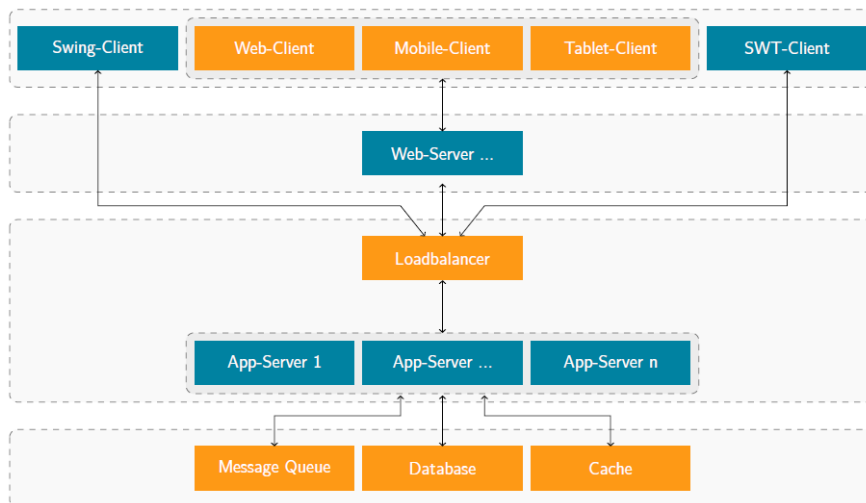 Swing-Client
Web-Client
Mobile-Client
Tablet-Client
SWT-Client
Web-Server ...
Loadbalancer
App-Server 1
App-Server ...
App-Server n
Message Queue
Database
Cache